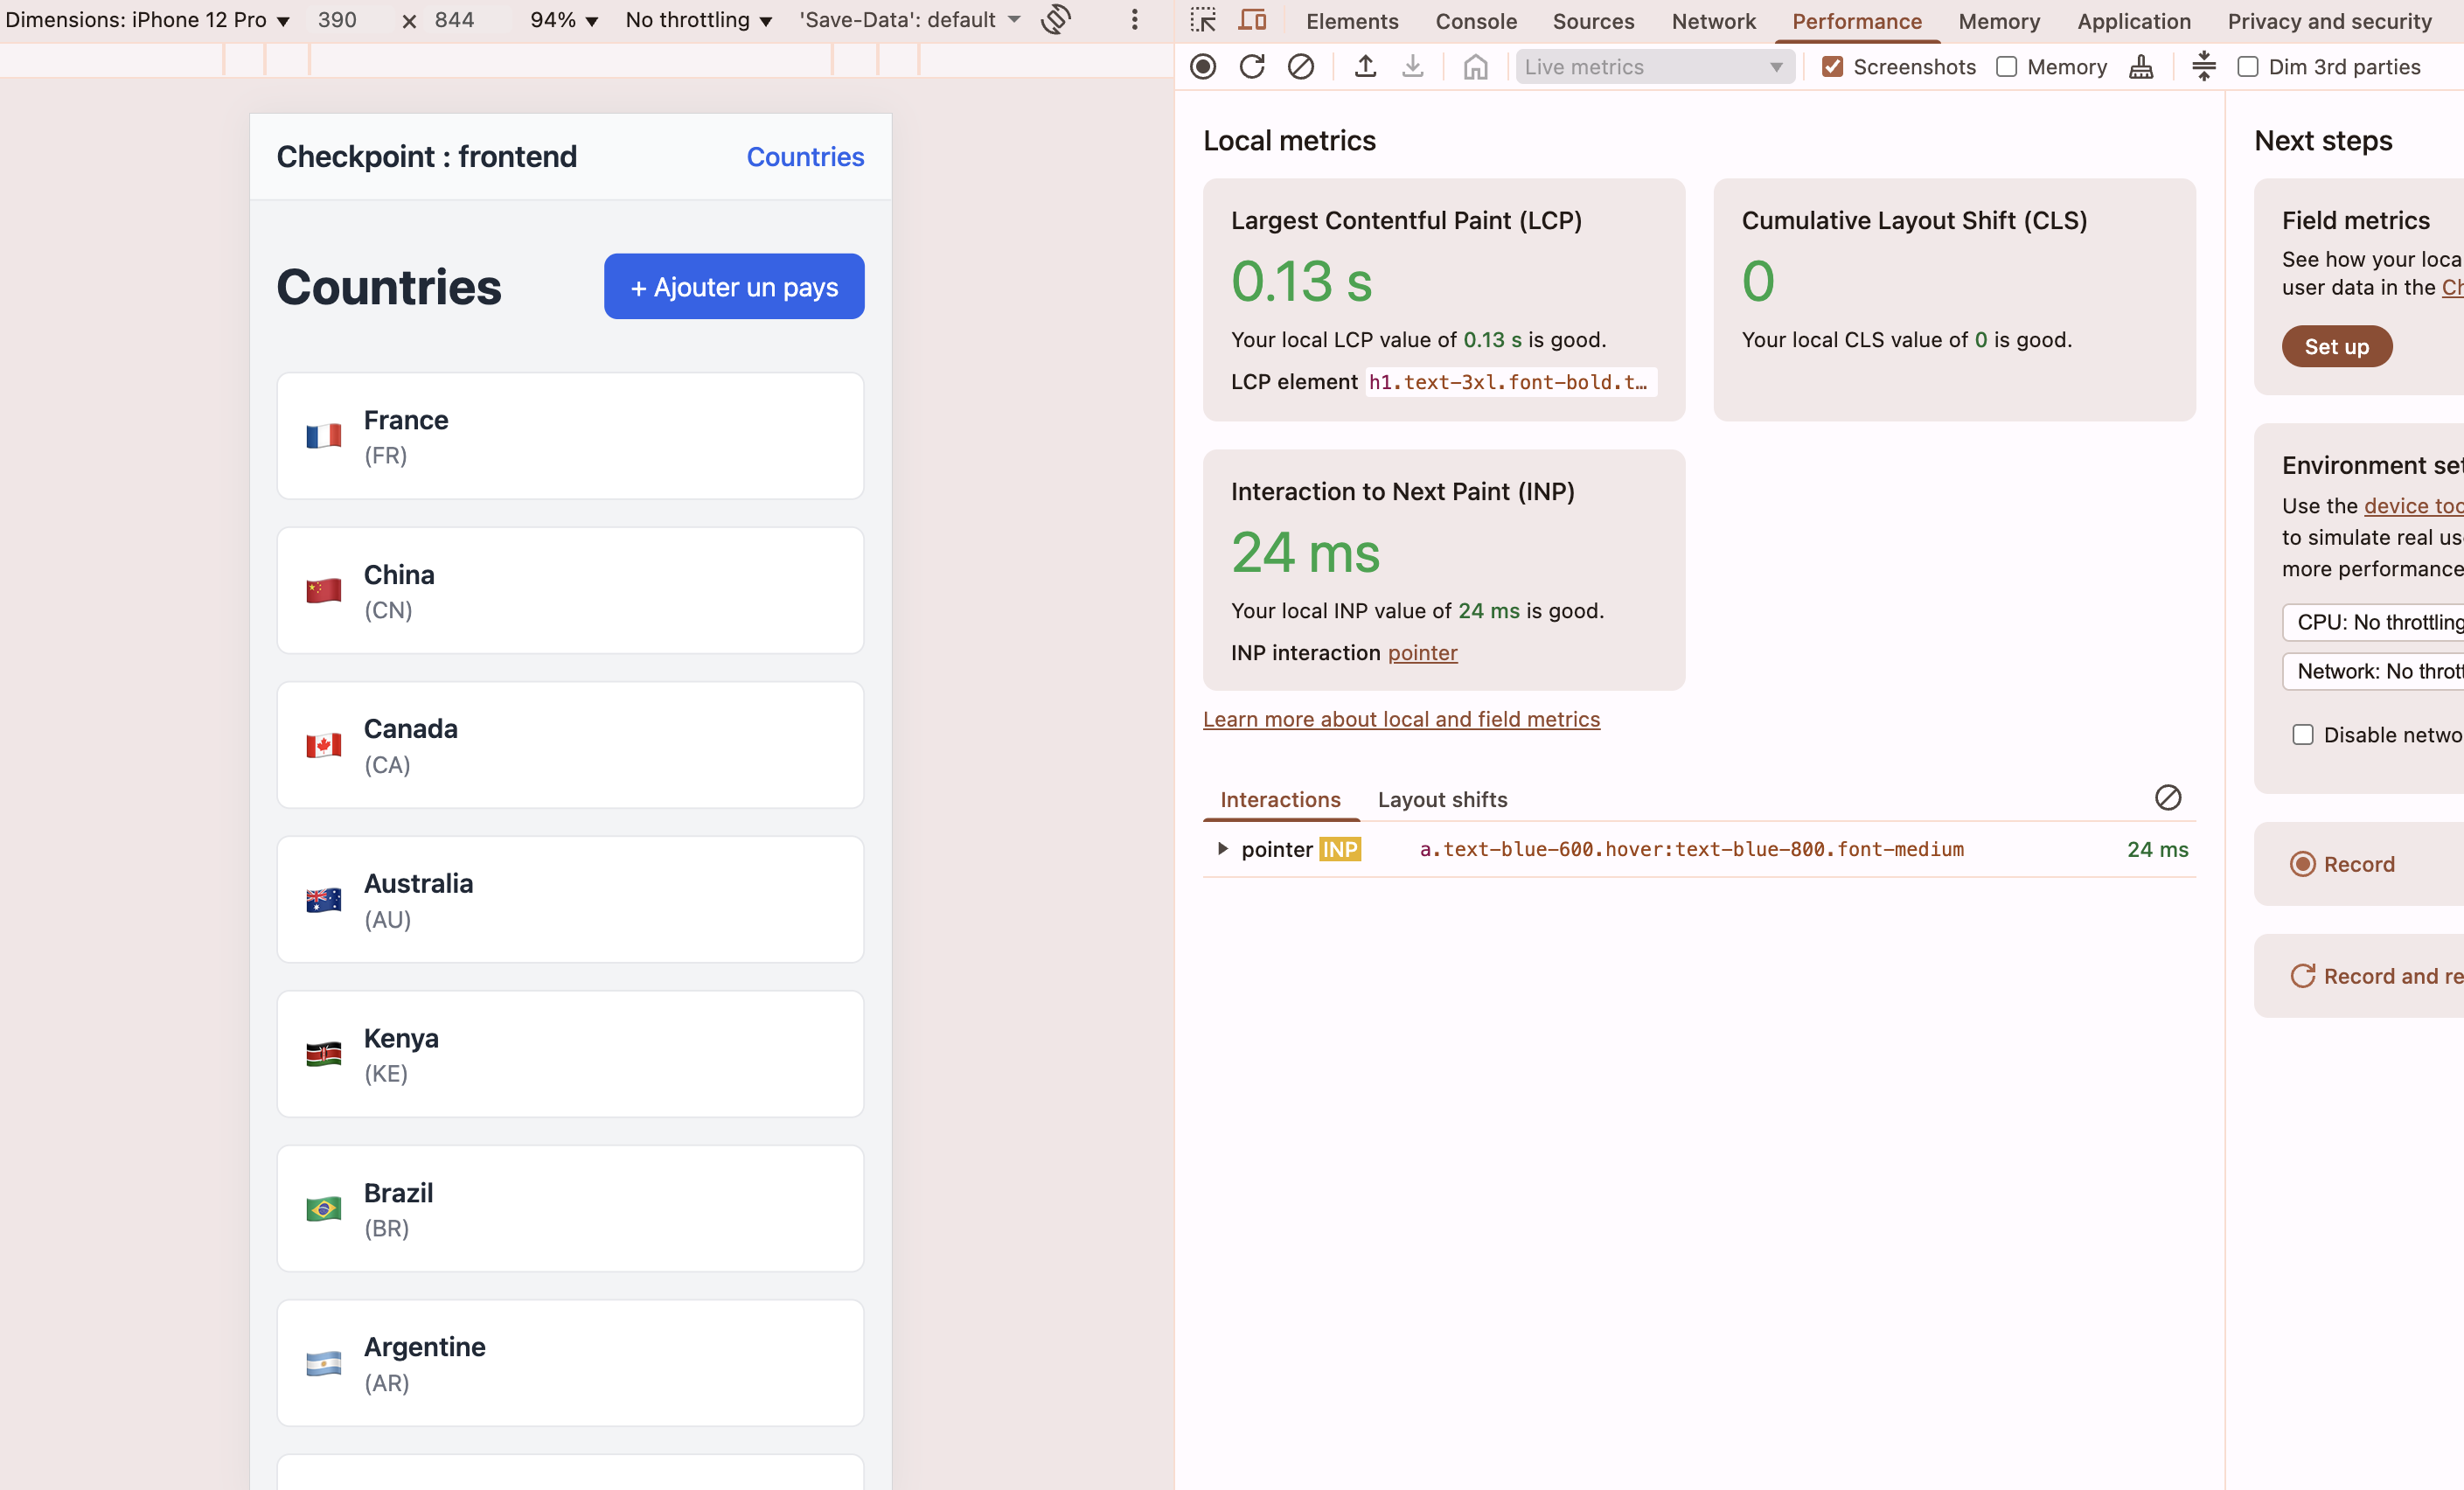 Dimensions: iPhone 12 Pro ▼ 390 × 844 94% ▼ No throttling ▼ 'Save-Data': default
Elements Console Sources Network Performance Memory Application Privacy and security
Live metrics Screenshots Memory Dim 3rd parties
Checkpoint : frontend
Countries
Countries
+ Ajouter un pays
France
(FR)
China
(CN)
Canada
(CA)
Australia
(AU)
Kenya
(KE)
Brazil
(BR)
Argentine
(AR)
Local metrics
Largest Contentful Paint (LCP)
0.13 s
Your local LCP value of 0.13 s is good.
LCP element h1.text-3xl.font-bold.t…
Cumulative Layout Shift (CLS)
0
Your local CLS value of 0 is good.
Interaction to Next Paint (INP)
24 ms
Your local INP value of 24 ms is good.
INP interaction pointer
Learn more about local and field metrics
Interactions Layout shifts
pointer INP a.text-blue-600.hover:text-blue-800.font-medium 24 ms
Next steps
Field metrics
See how your loca
user data in the Ch
Set up
Environment set
Use the device too
to simulate real us
more performance
CPU: No throttling
Network: No thrott
Disable netwo
Record
Record and re